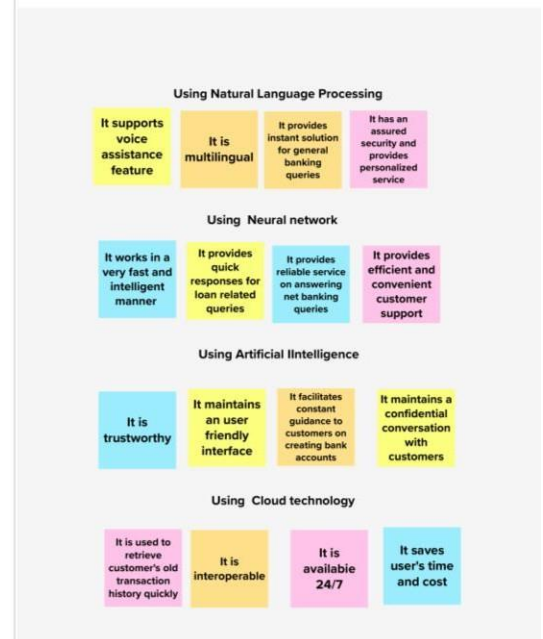 Using Natural Language Processing
It supports
voice
assistance
feature
It is
multilingual
It provides
instant solution
for general
banking
queries
It has an
assured
security and
provides
personalized
service
Using Neural network
It works in a
very fast and
intelligent
manner
It provides
quick
responses for
loan related
queries
It provides
reliable service
on answering
net banking
queries
It provides
efficient and
convenient
customer
support
Using Artificial IIntelligence
It is
trustworthy
It maintains
an user
friendly
interface
It facilitates
constant
guidance to
customers on
creating bank
accounts
It maintains a
confidential
conversation
with
customers
Using Cloud technology
It is used to
retrieve
customer's old
transaction
history quickly
It is
interoperable
It is
available
24/7
It saves
user's time
and cost